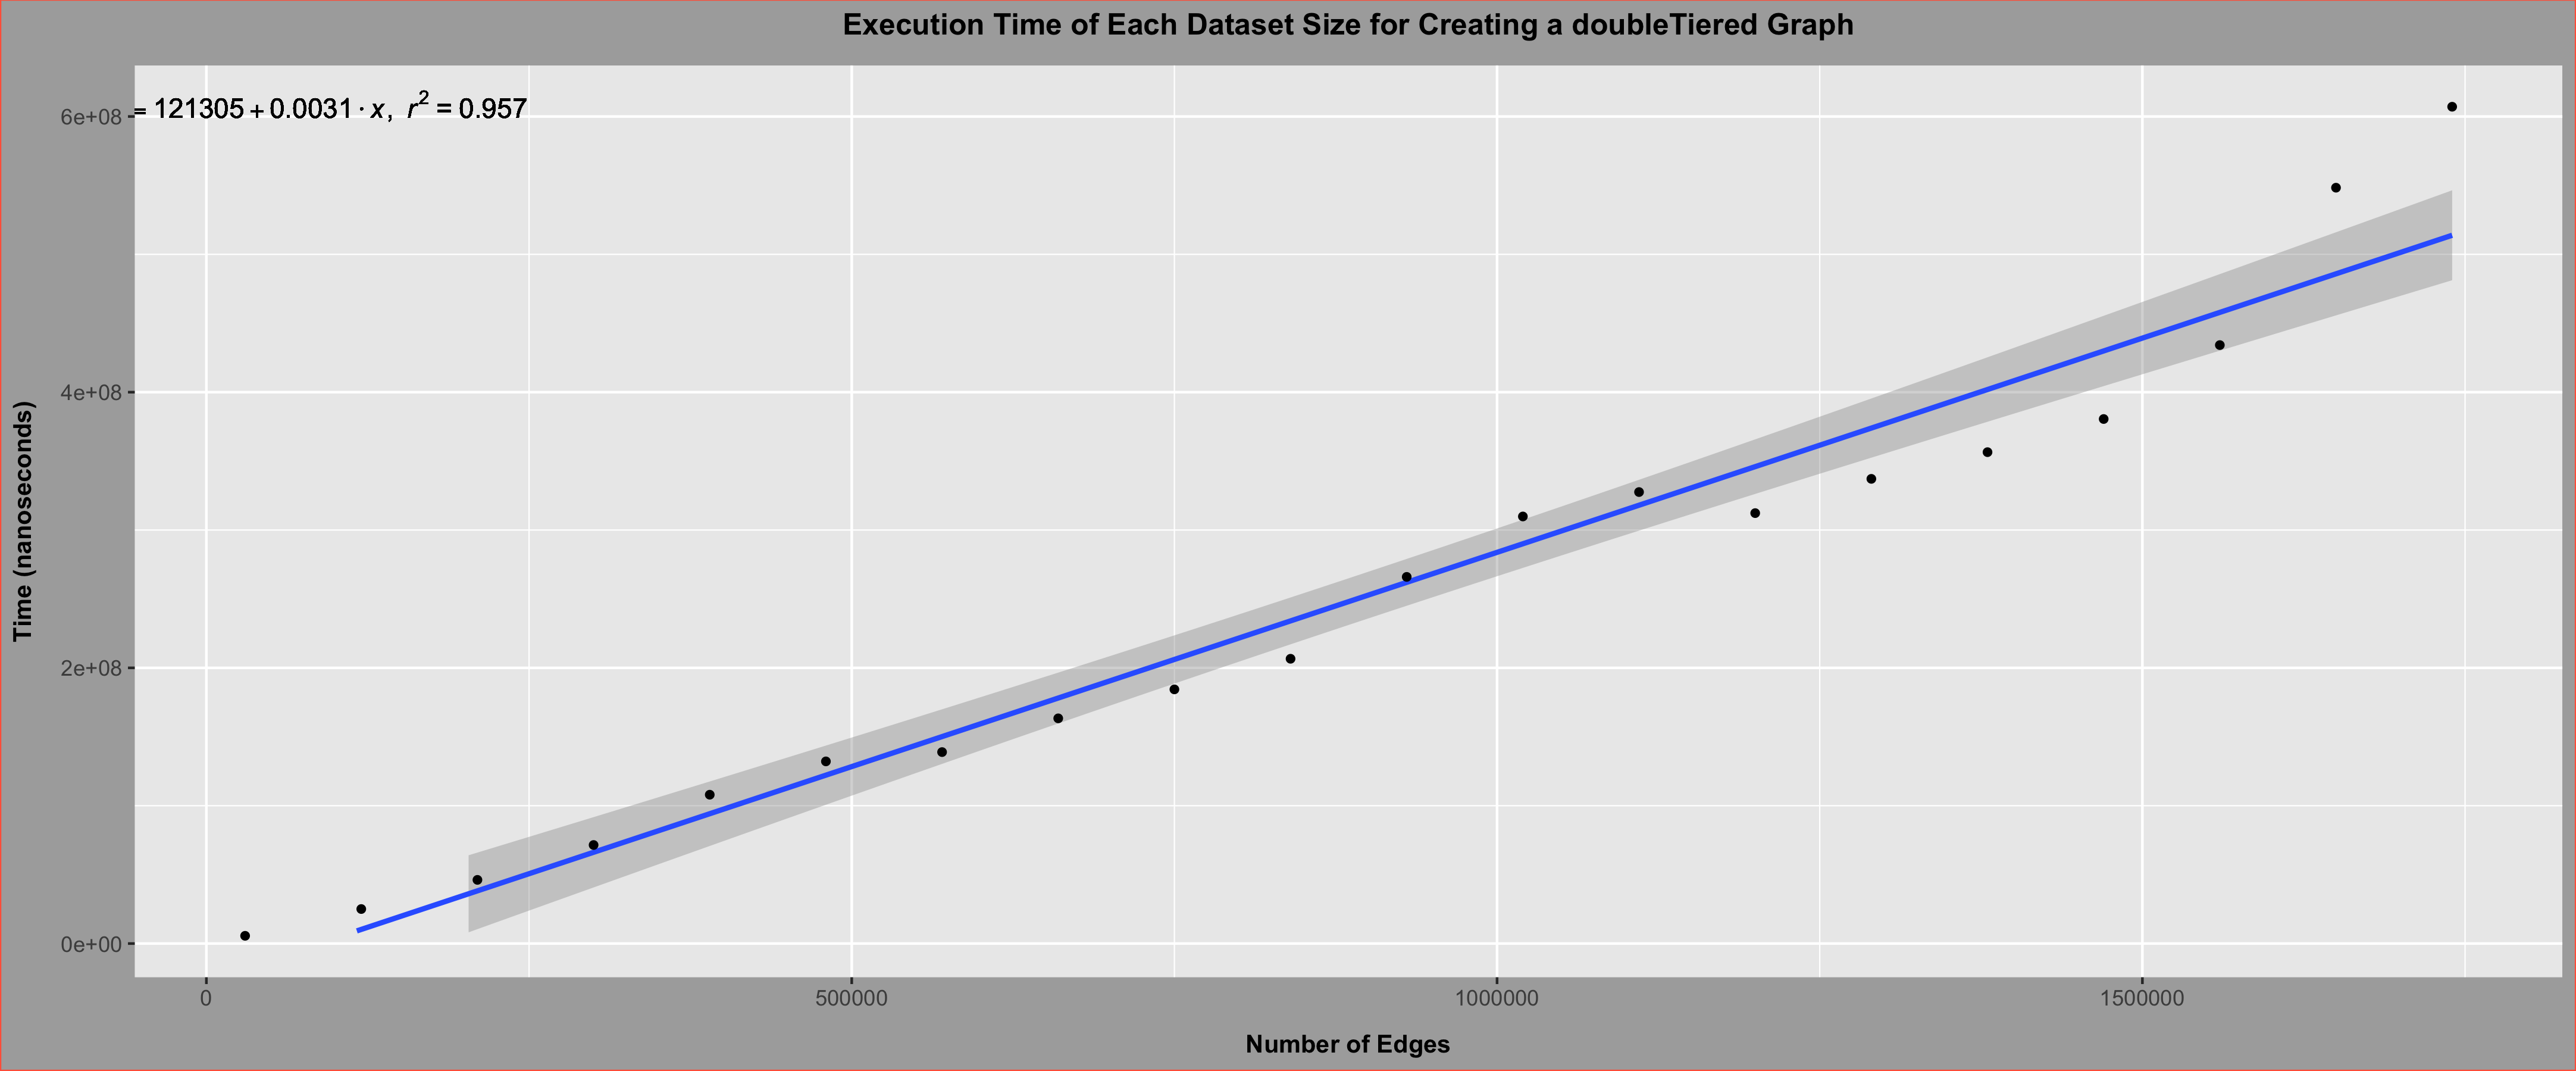 Execution Time of Each Dataset Size for Creating a doubleTiered Graph
= 121305 + 0.0031 · x, r² = 0.957
6e+08
4e+08
2e+08
0e+00
Time (nanoseconds)
0 500000 1000000 1500000
Number of Edges